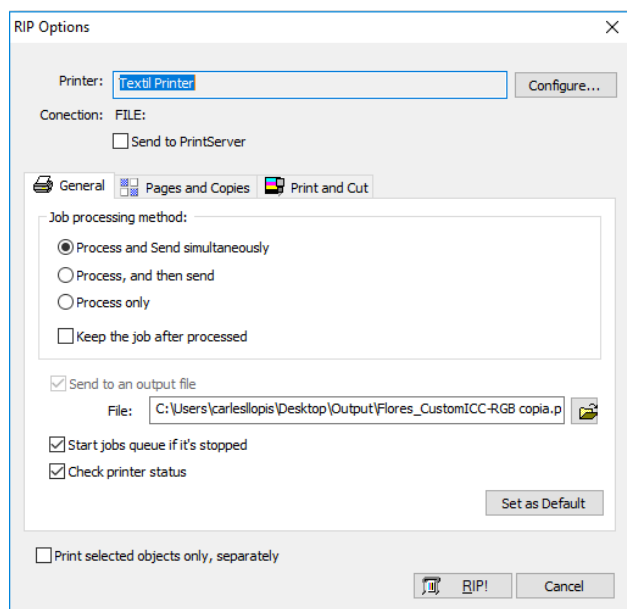 RIP Options
Printer: Textil Printer Configure...
Conection: FILE:
Send to PrintServer
General Pages and Copies Print and Cut
Job processing method:
Process and Send simultaneously
Process, and then send
Process only
Keep the job after processed
Send to an output file
File: C:\Users\carlesllopis\Desktop\Output\Flores_CustomICC-RGB copia.p
Start jobs queue if it's stopped
Check printer status
Set as Default
Print selected objects only, separately
RIP! Cancel